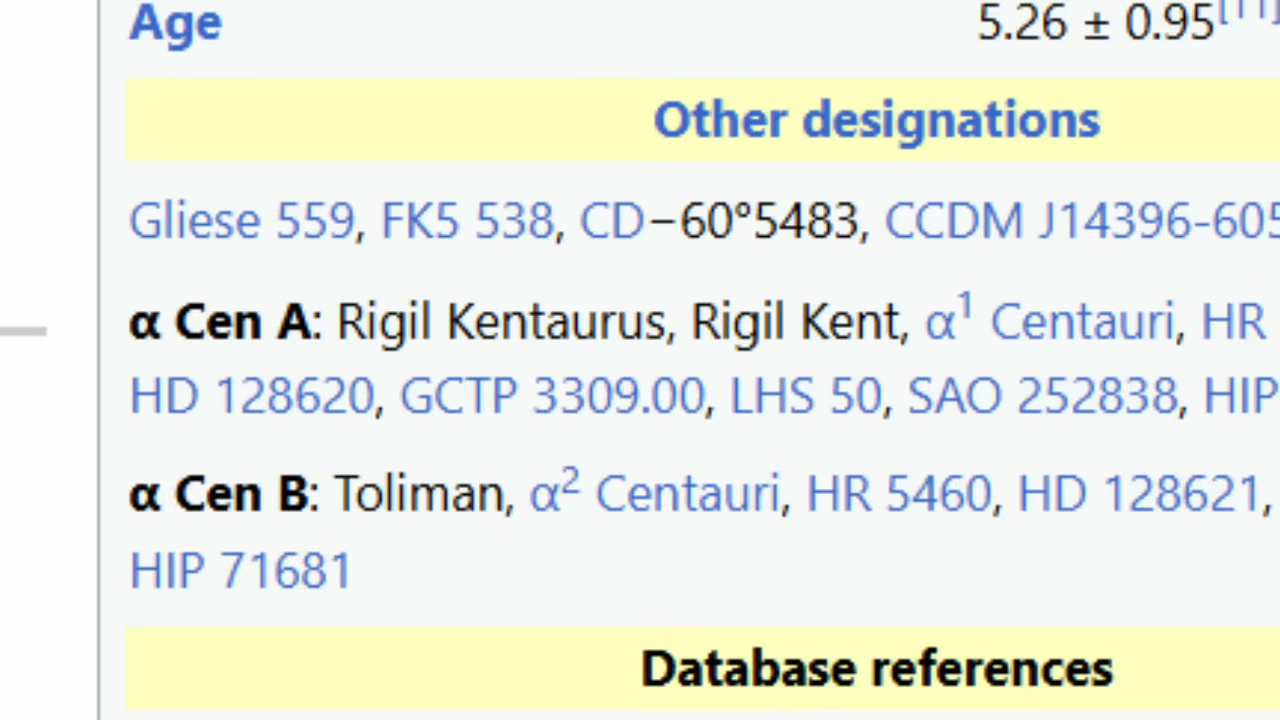 Age 5.26 ± 0.95[11]
Other designations
Gliese 559, FK5 538, CD−60°5483, CCDM J14396-605
α Cen A: Rigil Kentaurus, Rigil Kent, α¹ Centauri, HR
HD 128620, GCTP 3309.00, LHS 50, SAO 252838, HIP
α Cen B: Toliman, α² Centauri, HR 5460, HD 128621,
HIP 71681
Database references